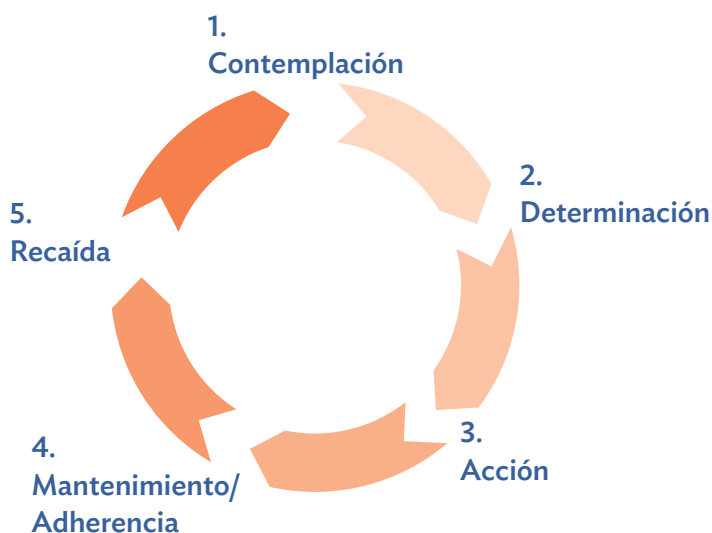 1.
Contemplación
2.
Determinación
3.
Acción
4.
Mantenimiento/
Adherencia
5.
Recaída